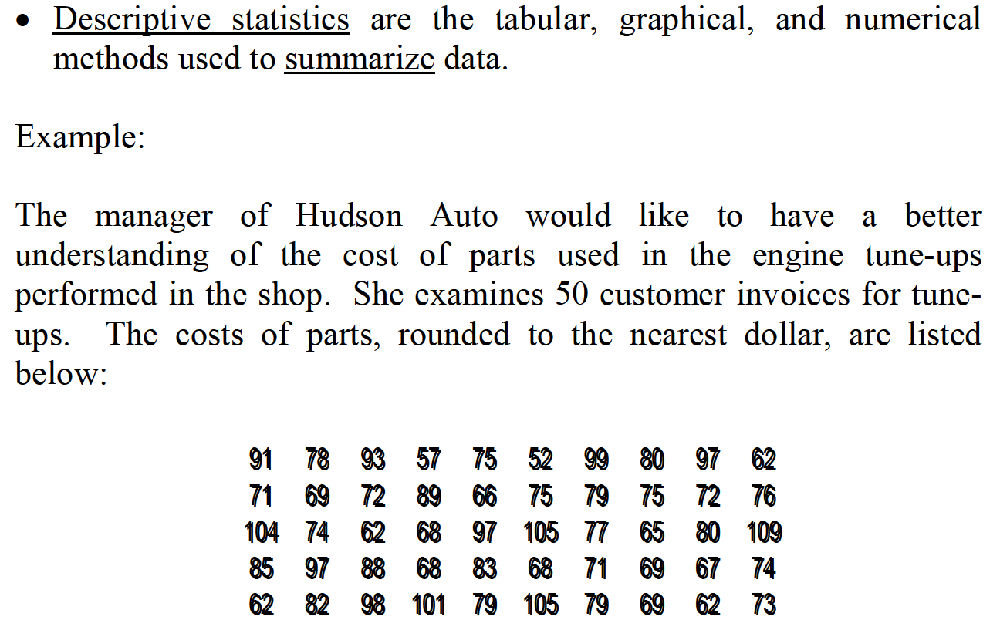 • Descriptive statistics are the tabular, graphical, and numerical
methods used to summarize data.
Example:
The manager of Hudson Auto would like to have a better
understanding of the cost of parts used in the engine tune-ups
performed in the shop. She examines 50 customer invoices for tune-
ups. The costs of parts, rounded to the nearest dollar, are listed
below:
91 78 93 57 75 52 99 80 97 62
71 69 72 89 66 75 79 75 72 76
104 74 62 68 97 105 77 65 80 109
85 97 88 68 83 68 71 69 67 74
62 82 98 101 79 105 79 69 62 73